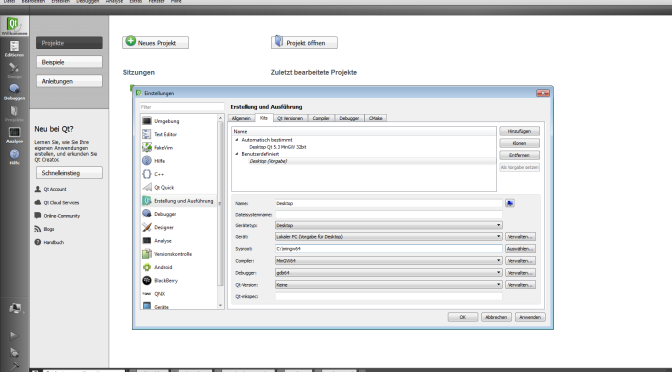 Datei Bearbeiten Erstellen Debuggen Analyse Extras Fenster Hilfe
Qt
Willkommen
Editieren
Design
Debuggen
Projekte
Analyse
Hilfe
Projekte
Beispiele
Anleitungen
Neu bei Qt?
Lernen Sie, wie Sie Ihre
eigenen Anwendungen
erstellen, und erkunden Sie
Qt Creator.
Schnelleinstieg
Qt Account
Qt Cloud Services
Online-Community
Blogs
Handbuch
Neues Projekt
Projekt öffnen
Sitzungen
Zuletzt bearbeitete Projekte
Einstellungen
Filter
Umgebung
Text Editor
FakeVim
Hilfe
C++
Qt Quick
Erstellung und Ausführung
Debugger
Designer
Analyse
Versionskontrolle
Android
BlackBerry
QNX
Geräte
Erstellung und Ausführung
Allgemein Kits Qt Versionen Compiler Debugger CMake
Name
Automatisch bestimmt
Desktop Qt 5.3 MinGW 32bit
Benutzerdefiniert
Desktop (Vorgabe)
Hinzufügen
Klonen
Entfernen
Als Vorgabe setzen
Name: Desktop
Dateisystemname:
Gerätetyp: Desktop
Gerät: Lokaler PC (Vorgabe für Desktop) Verwalten...
Sysroot: C:\mingw64 Auswählen...
Compiler: MinGW64 Verwalten...
Debugger: gdb64 Verwalten...
Qt-Version: Keine Verwalten...
Qt-mkspec:
OK Abbrechen Anwenden